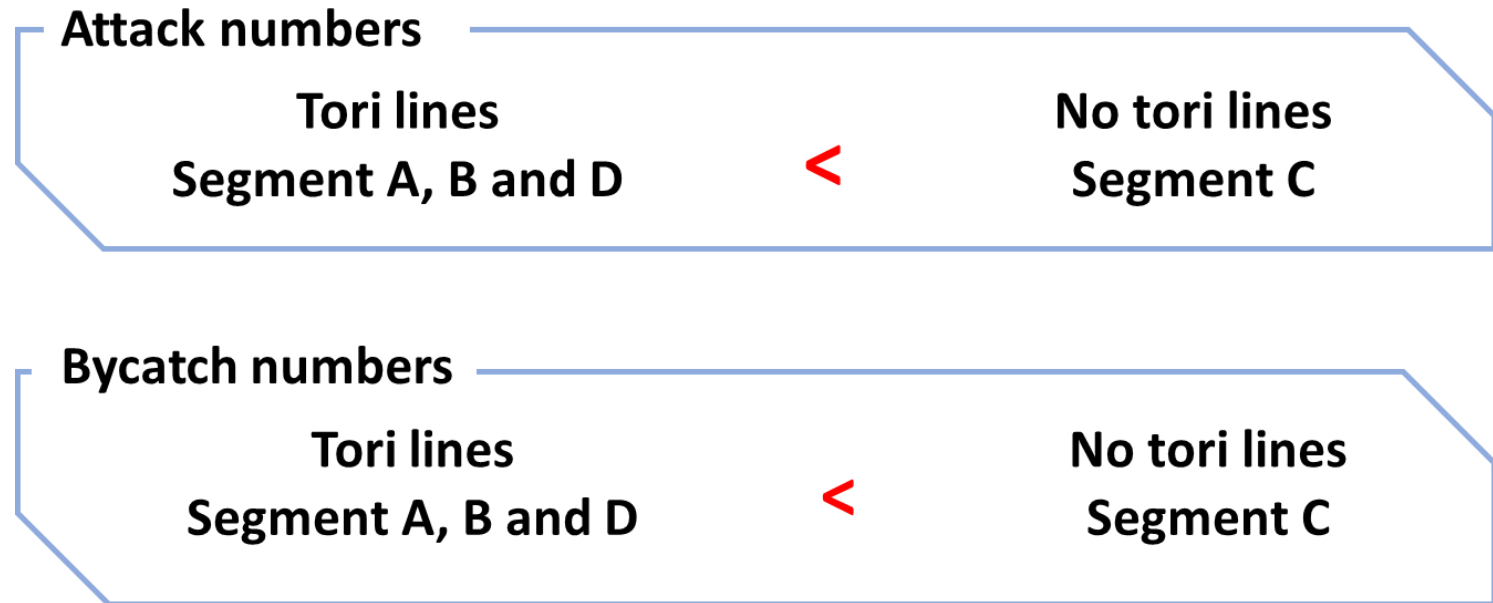 Attack numbers
Tori lines
Segment A, B and D
<
No tori lines
Segment C
Bycatch numbers
Tori lines
Segment A, B and D
<
No tori lines
Segment C